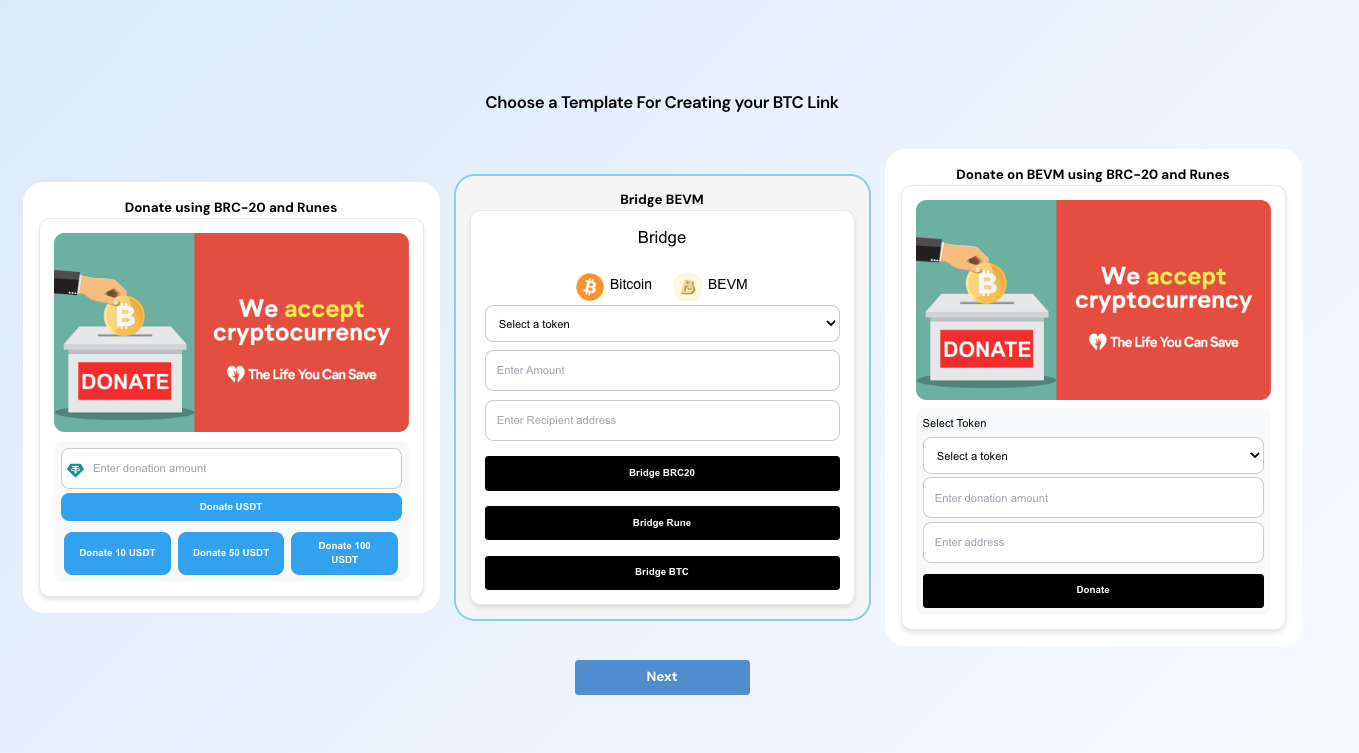 Choose a Template For Creating your BTC Link
Donate using BRC-20 and Runes
We accept
cryptocurrency
The Life You Can Save
DONATE
Enter donation amount
Donate USDT
Donate 10 USDT
Donate 50 USDT
Donate 100
USDT
Bridge BEVM
Bridge
Bitcoin
BEVM
Select a token
Enter Amount
Enter Recipient address
Bridge BRC20
Bridge Rune
Bridge BTC
Donate on BEVM using BRC-20 and Runes
We accept
cryptocurrency
The Life You Can Save
DONATE
Select Token
Select a token
Enter donation amount
Enter address
Donate
Next